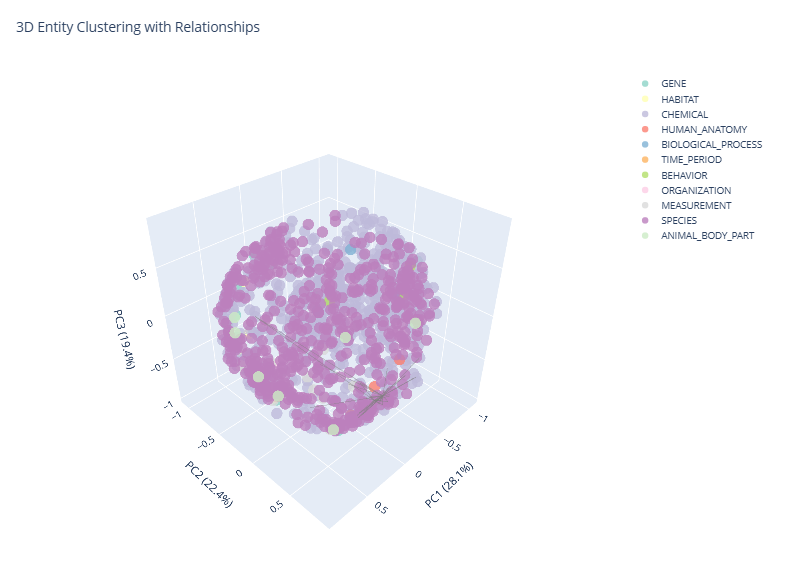 3D Entity Clustering with Relationships
GENE
HABITAT
CHEMICAL
HUMAN_ANATOMY
BIOLOGICAL_PROCESS
TIME_PERIOD
BEHAVIOR
ORGANIZATION
MEASUREMENT
SPECIES
ANIMAL_BODY_PART
0.5
0
−0.5
−1
PC3 (19.4%)
−1
−0.5
0
0.5
PC2 (22.4%)
−1
−0.5
0
0.5
PC1 (28.1%)